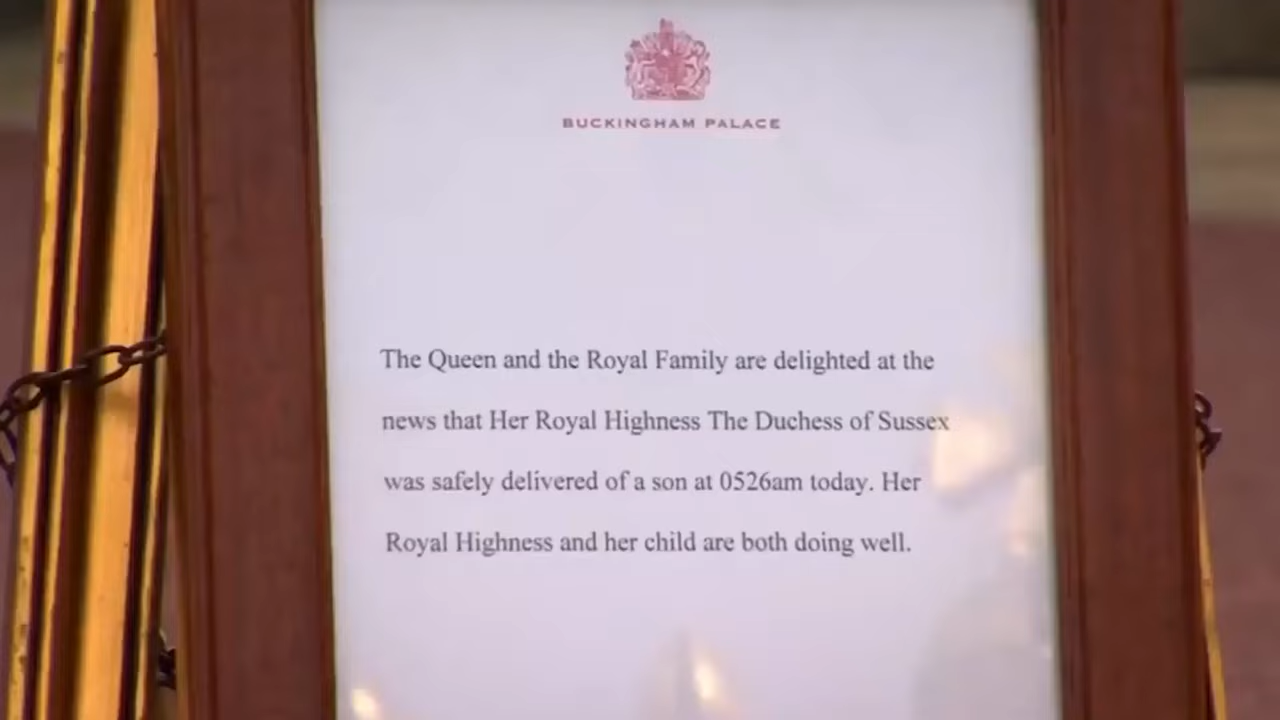 BUCKINGHAM PALACE
The Queen and the Royal Family are delighted at the
news that Her Royal Highness The Duchess of Sussex
was safely delivered of a son at 0526am today. Her
Royal Highness and her child are both doing well.